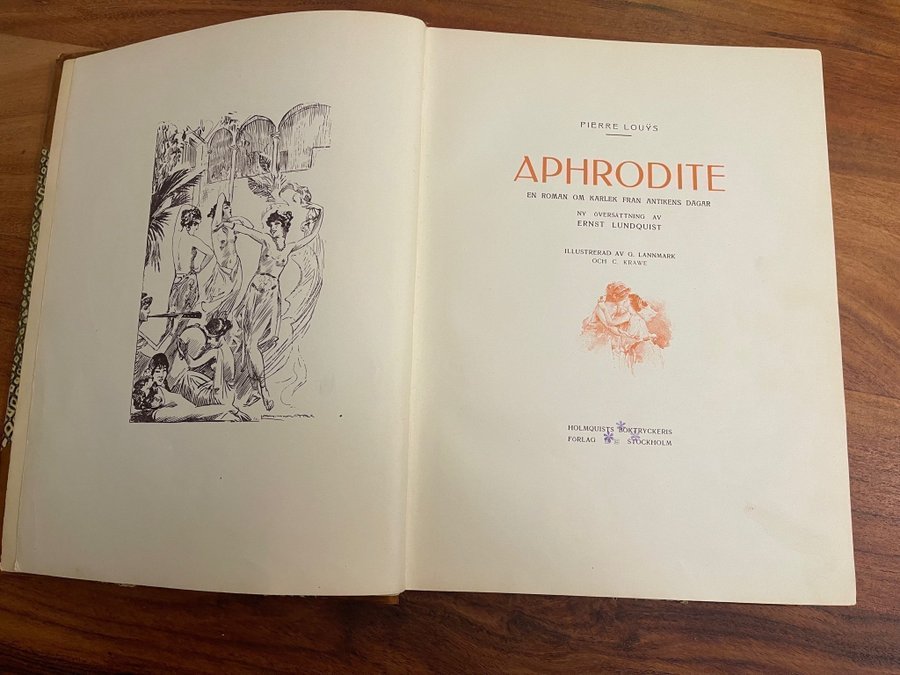 PIERRE LOUŸS
APHRODITE
EN ROMAN OM KÄRLEK FRÅN ANTIKENS DAGAR
NY ÖVERSÄTTNING AV
ERNST LUNDQUIST
ILLUSTRERAD AV G. LANNMARK
OCH C. KRAWE
HOLMQUISTS BOKTRYCKERIS
FÖRLAG STOCKHOLM